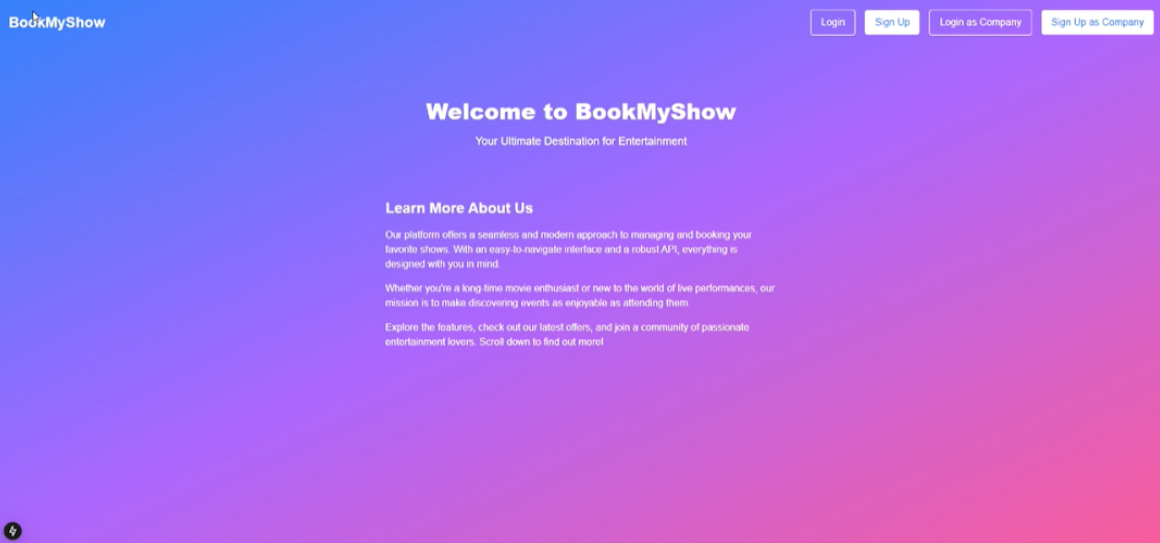 BookMyShow
Login
Sign Up
Login as Company
Sign Up as Company
Welcome to BookMyShow
Your Ultimate Destination for Entertainment
Learn More About Us
Our platform offers a seamless and modern approach to managing and booking your
favorite shows. With an easy-to-navigate interface and a robust API, everything is
designed with you in mind.
Whether you're a long-time movie enthusiast or new to the world of live performances, our
mission is to make discovering events as enjoyable as attending them.
Explore the features, check out our latest offers, and join a community of passionate
entertainment lovers. Scroll down to find out more!